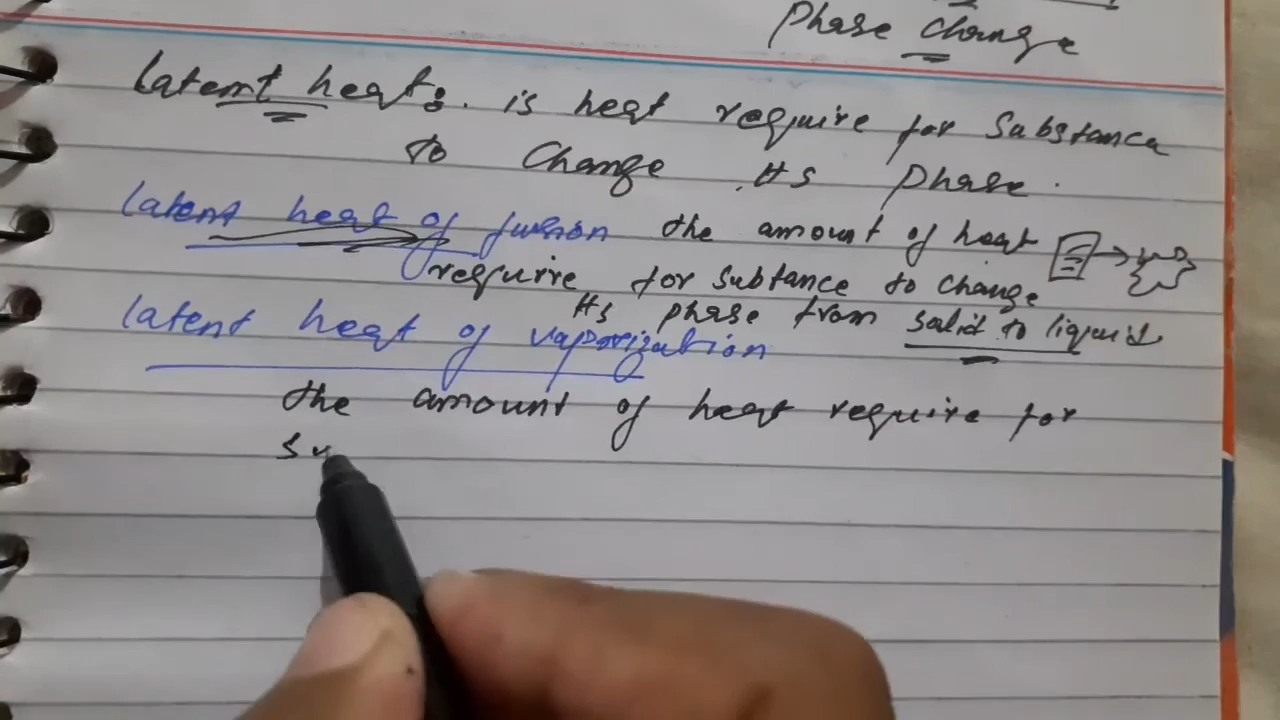 Phase Change
Latent heat: is heat require for Substance
to Change its phase.
Latent heat of fusion the amount of heat
require for subtance to change
its phase from solid to liquid
Latent heat of vaporization
the amount of heat require for
Su